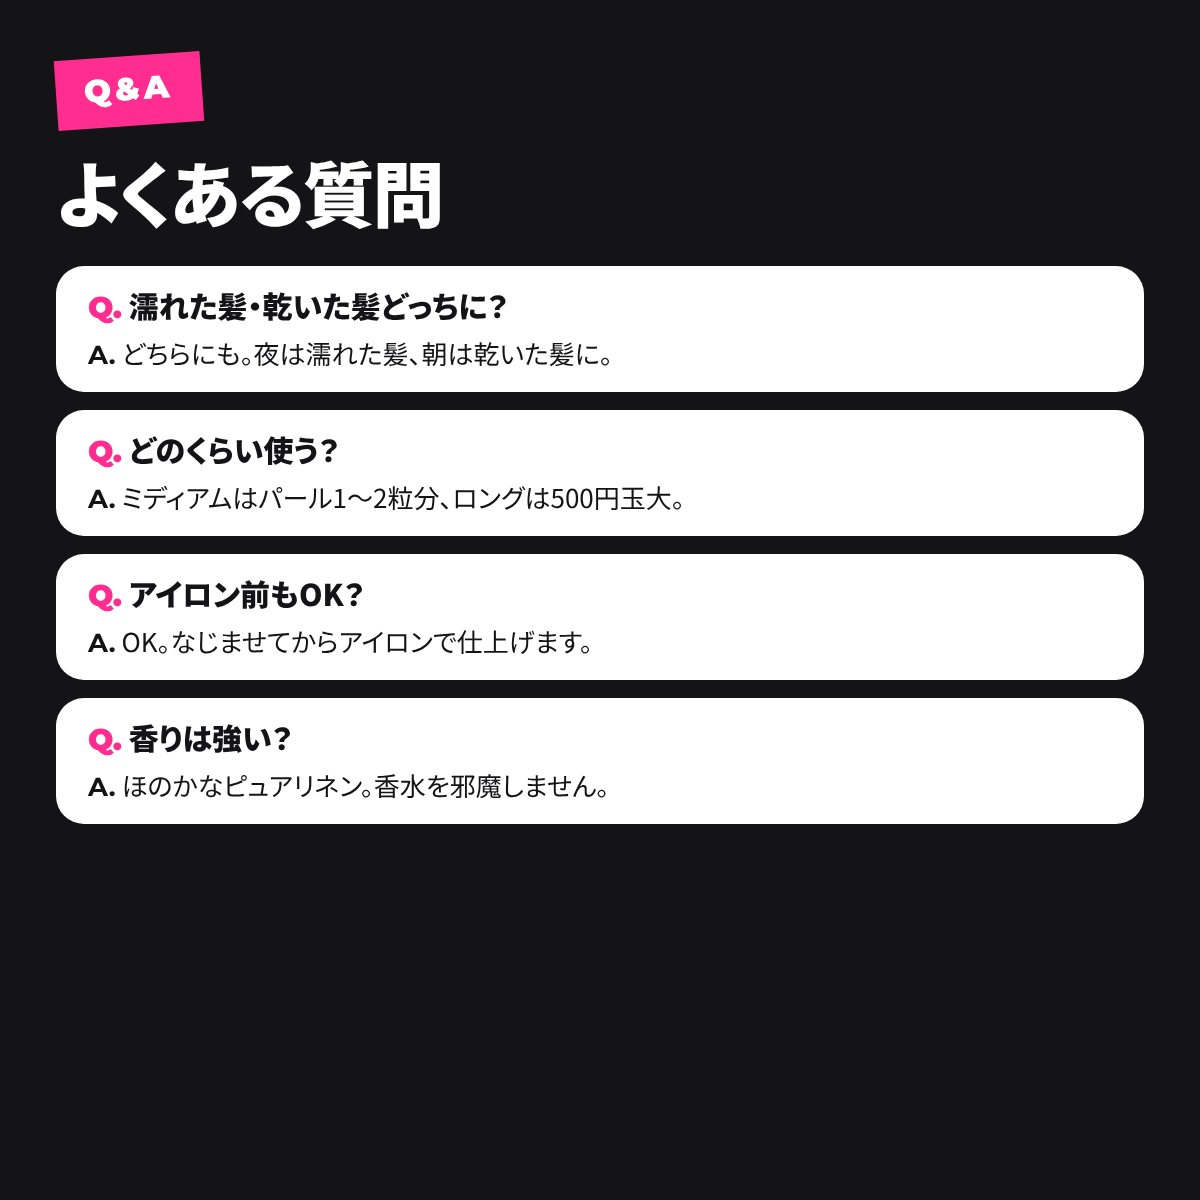 Q&A
よくある質問
Q. 濡れた髪・乾いた髪どっちに？
A. どちらにも。夜は濡れた髪、朝は乾いた髪に。
Q. どのくらい使う？
A. ミディアムはパール1〜2粒分、ロングは500円玉大。
Q. アイロン前もOK？
A. OK。なじませてからアイロンで仕上げます。
Q. 香りは強い？
A. ほのかなピュアリネン。香水を邪魔しません。